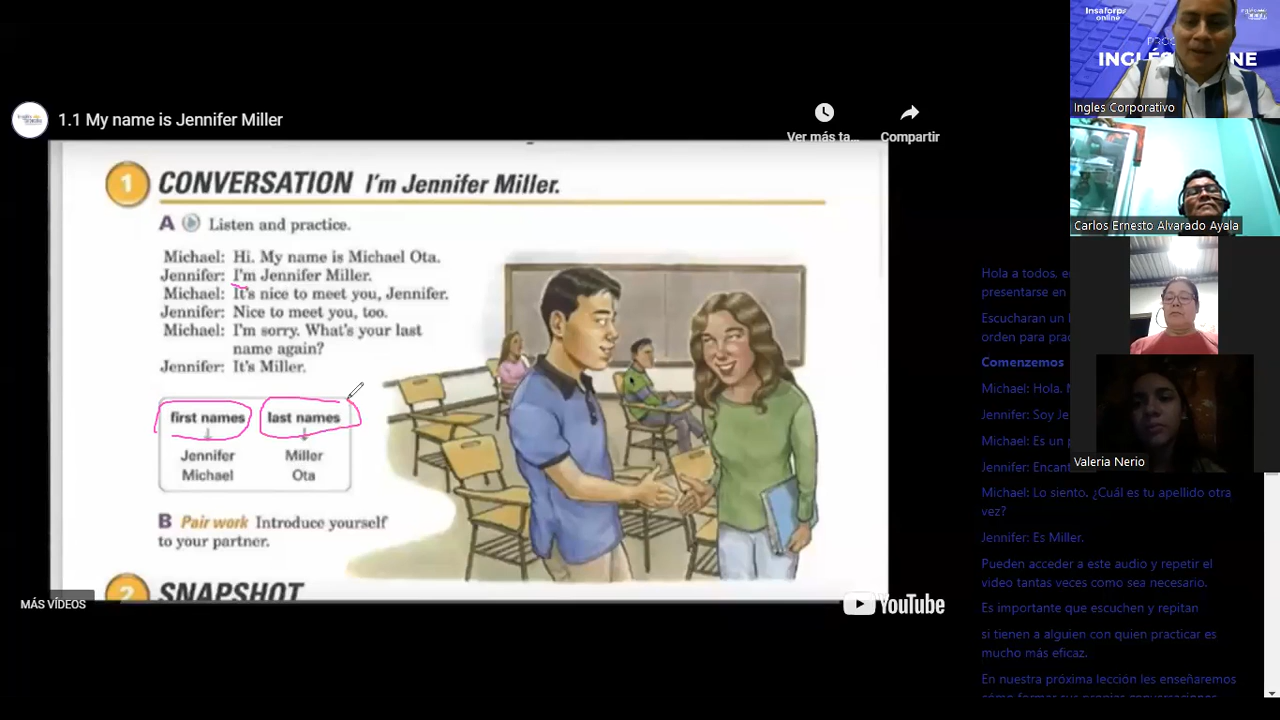 1.1 My name is Jennifer Miller
Ver más ta...
Compartir
1 CONVERSATION I'm Jennifer Miller.
A Listen and practice.
Michael: Hi. My name is Michael Ota.
Jennifer: I'm Jennifer Miller.
Michael: It's nice to meet you, Jennifer.
Jennifer: Nice to meet you, too.
Michael: I'm sorry. What's your last
name again?
Jennifer: It's Miller.
first names last names
Jennifer Miller
Michael Ota
B Pair work Introduce yourself
to your partner.
2 SNAPSHOT
MÁS VÍDEOS
YouTube
Insaforp
online
Ingles Corporativo
Carlos Ernesto Alvarado Ayala
Valeria Nerio
Hola a todos,
presentarse en
Escucharan un
orden para
Comenzemos
Michael: Hola.
Jennifer: Soy
Michael: Es un
Jennifer:
Michael: Lo siento. ¿Cuál es tu apellido otra
vez?
Jennifer: Es Miller.
Pueden acceder a este audio y repetir el
video tantas veces como sea necesario.
Es importante que escuchen y repitan
si tienen a alguien con quien practicar es
mucho más eficaz.
En nuestra próxima lección les enseñaremos